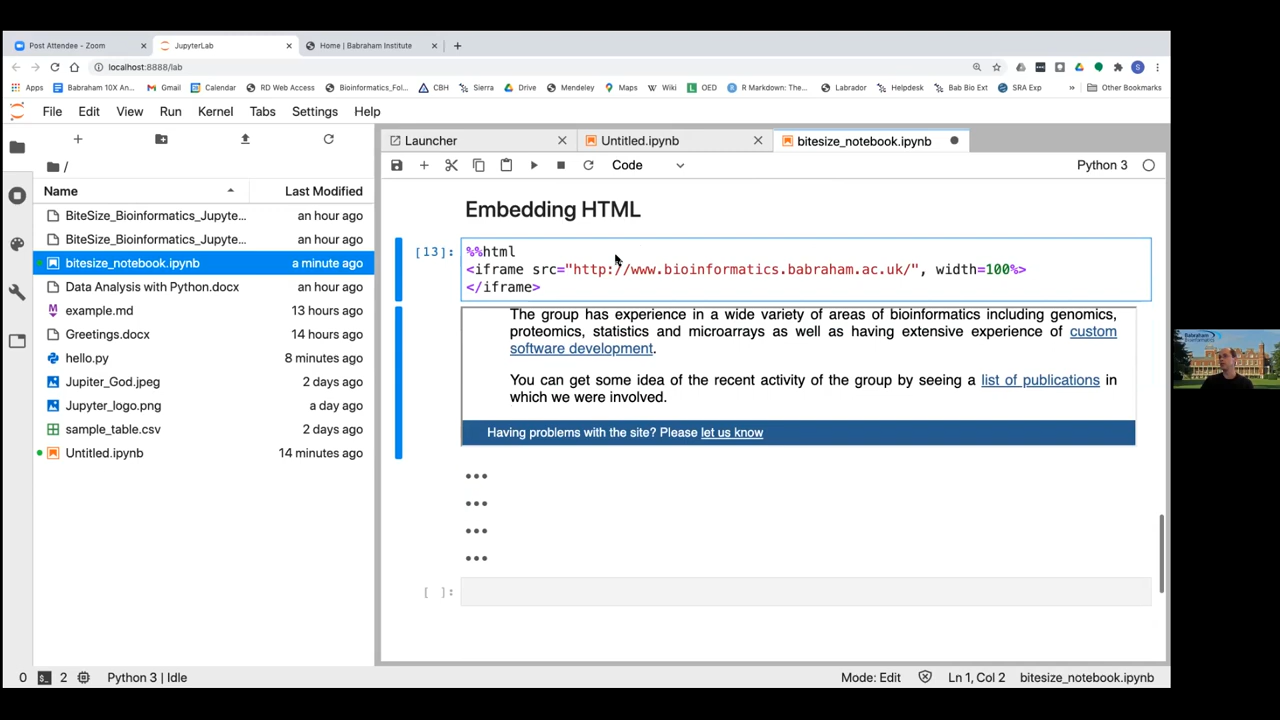 Post Attendee - Zoom
JupyterLab
Home | Babraham Institute
localhost:8888/lab
Apps
Babraham 10X An...
Gmail
Calendar
RD Web Access
Bioinformatics_Fol...
CBH
Sierra
Drive
Mendeley
Maps
Wiki
OED
R Markdown: The...
Labrador
Helpdesk
Bab Bio Ext
SRA Exp
»
Other Bookmarks
File Edit View Run Kernel Tabs Settings Help
/
Name Last Modified
BiteSize_Bioinformatics_Jupyte... an hour ago
BiteSize_Bioinformatics_Jupyte... an hour ago
bitesize_notebook.ipynb a minute ago
Data Analysis with Python.docx an hour ago
example.md 13 hours ago
Greetings.docx 14 hours ago
hello.py 8 minutes ago
Jupiter_God.jpeg 2 days ago
Jupyter_logo.png a day ago
sample_table.csv 2 days ago
Untitled.ipynb 14 minutes ago
Launcher
Untitled.ipynb
bitesize_notebook.ipynb
Code
Python 3
Embedding HTML
[13]:
%%html
<iframe src="http://www.bioinformatics.babraham.ac.uk/", width=100%>
</iframe>
The group has experience in a wide variety of areas of bioinformatics including genomics,
proteomics, statistics and microarrays as well as having extensive experience of custom
software development.
You can get some idea of the recent activity of the group by seeing a list of publications in
which we were involved.
Having problems with the site? Please let us know
[ ]:
0 2 Python 3 | Idle
Mode: Edit Ln 1, Col 2 bitesize_notebook.ipynb